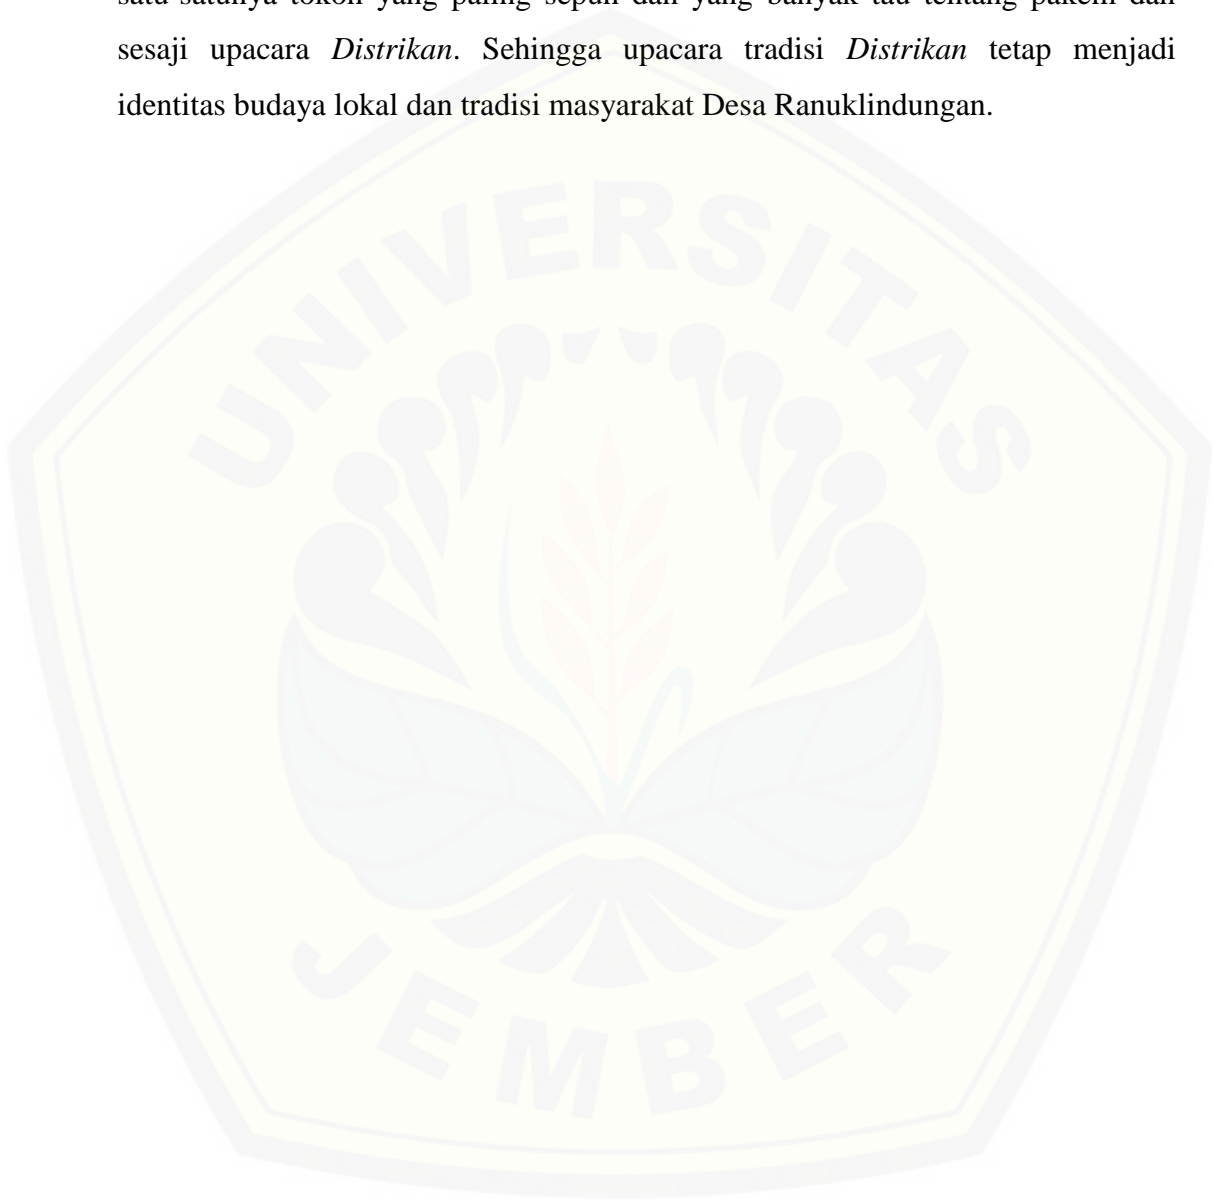 satu-satunya tokoh yang paling sepuh dan yang banyak tau tentang pakem dan
sesaji upacara Distrikan. Sehingga upacara tradisi Distrikan tetap menjadi
identitas budaya lokal dan tradisi masyarakat Desa Ranuklindungan.
UNIVERSITAS
JEMBER